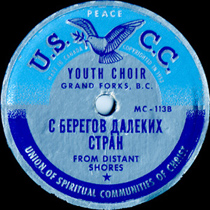 PEACE
U.S. C.C.
YOUTH CHOIR
GRAND FORKS, B.C.
MC-113B
С БЕРЕГОВ ДАЛЕКИХ
СТРАН
FROM DISTANT
SHORES
UNION OF SPIRITUAL COMMUNITIES OF CHRIST